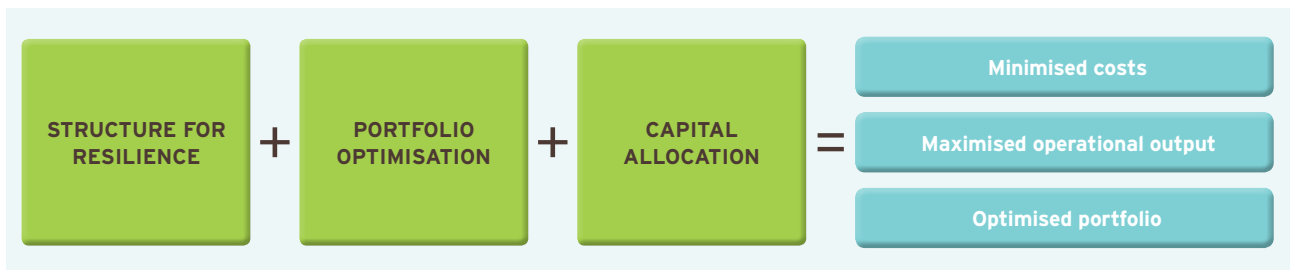 STRUCTURE FOR
RESILIENCE
+
PORTFOLIO
OPTIMISATION
+
CAPITAL
ALLOCATION
=
Minimised costs
Maximised operational output
Optimised portfolio